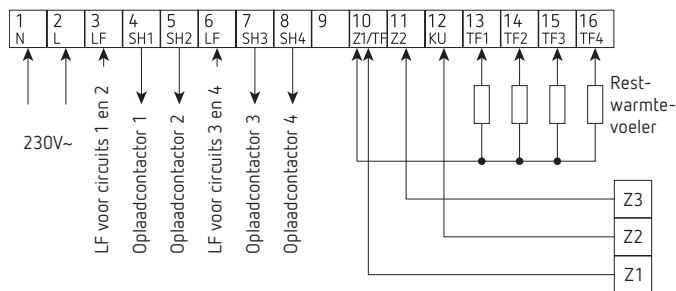 1 2 3 4 5 6 7 8 9 10 11 12 13 14 15 16
N L LF SH1 SH2 LF SH3 SH4 Z1/TF Z2 KU TF1 TF2 TF3 TF4
230V~
LF voor circuits 1 en 2
Oplaadcontactor 1
Oplaadcontactor 2
LF voor circuits 3 en 4
Oplaadcontactor 3
Oplaadcontactor 4
Rest-
warmte-
voeler
Z3
Z2
Z1